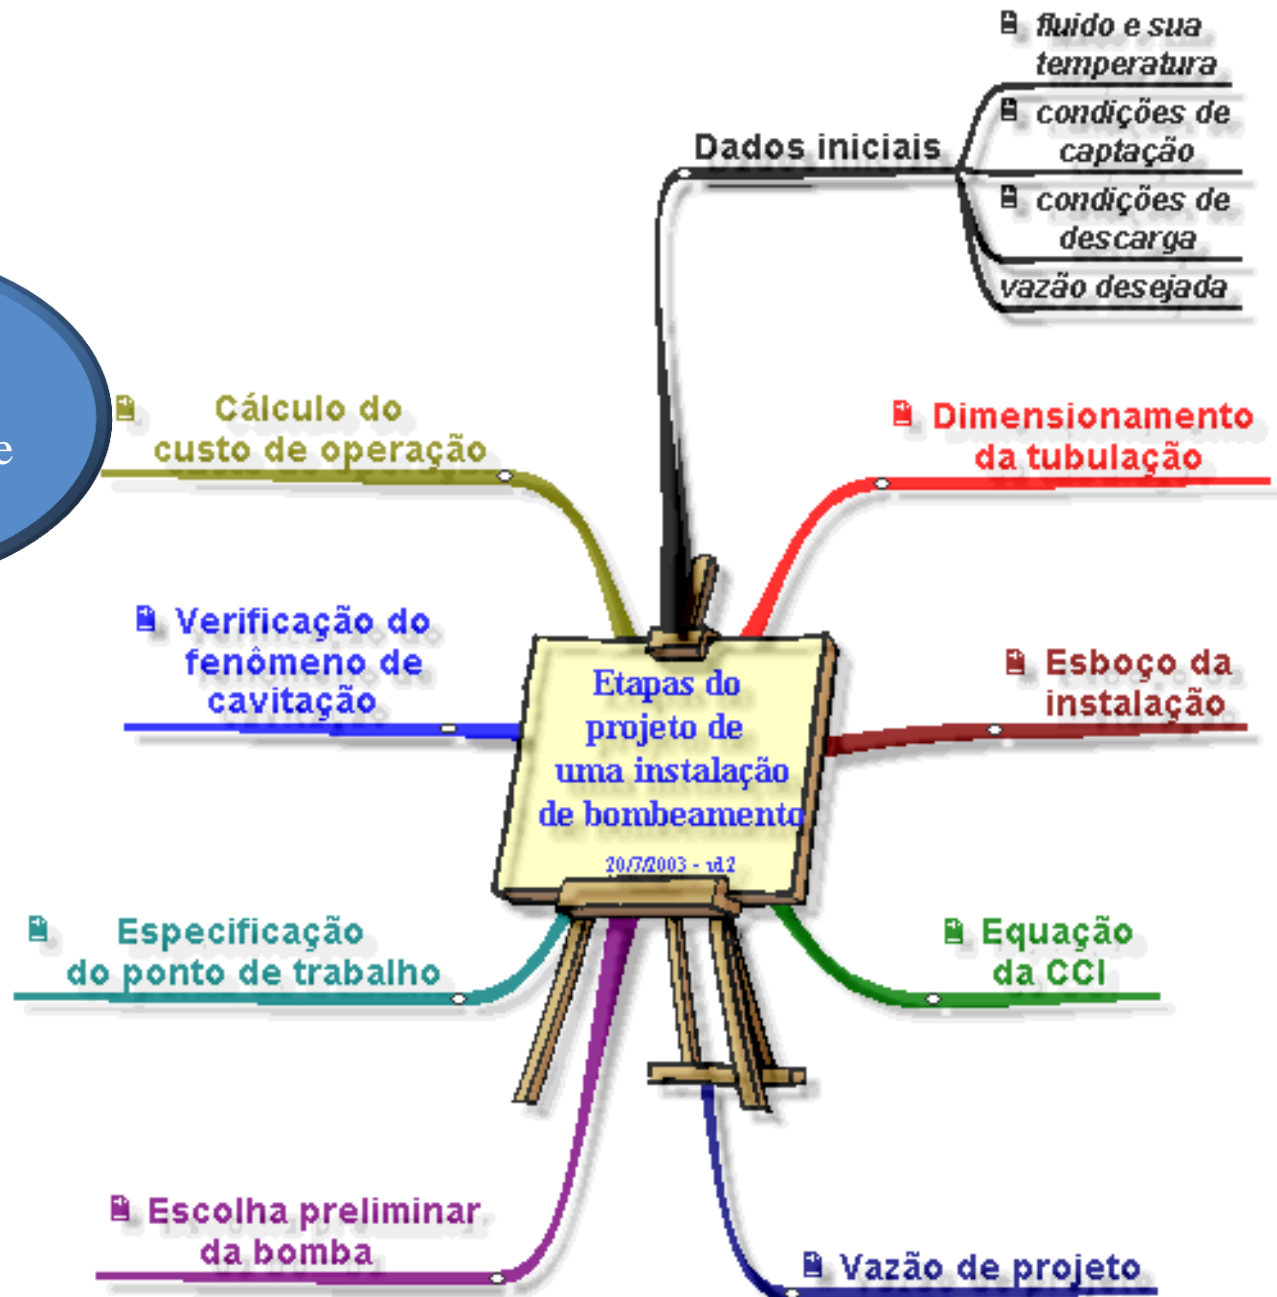 fluido e sua
temperatura
condições de
captação
condições de
descarga
vazão desejada
Dados iniciais
Dimensionamento
da tubulação
Esboço da
instalação
Equação
da CCI
Vazão de projeto
Escolha preliminar
da bomba
Especificação
do ponto de trabalho
Verificação do
fenômeno de
cavitação
Cálculo do
custo de operação
e
Etapas do
projeto de
uma instalação
de bombeamento
20/7/2003 - v1.2